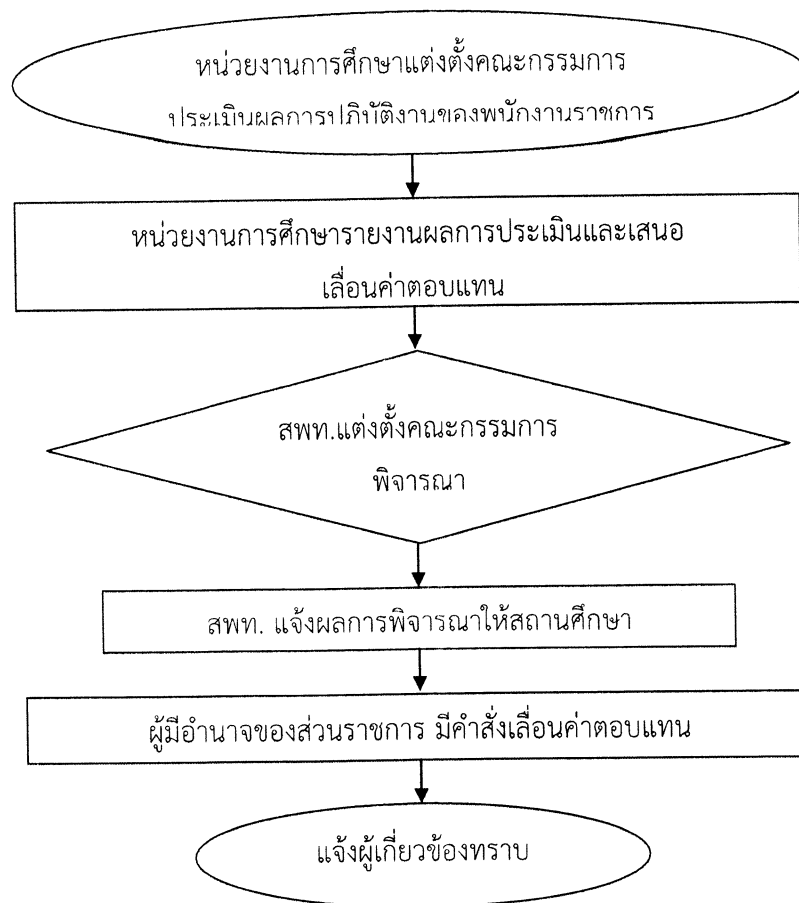 หน่วยงานการศึกษาแต่งตั้งคณะกรรมการ
ประเมินผลการปฏิบัติงานของพนักงานราชการ
หน่วยงานการศึกษารายงานผลการประเมินและเสนอ
เลื่อนค่าตอบแทน
สพท.แต่งตั้งคณะกรรมการ
พิจารณา
สพท. แจ้งผลการพิจารณาให้สถานศึกษา
ผู้มีอำนาจของส่วนราชการ มีคำสั่งเลื่อนค่าตอบแทน
แจ้งผู้เกี่ยวข้องทราบ